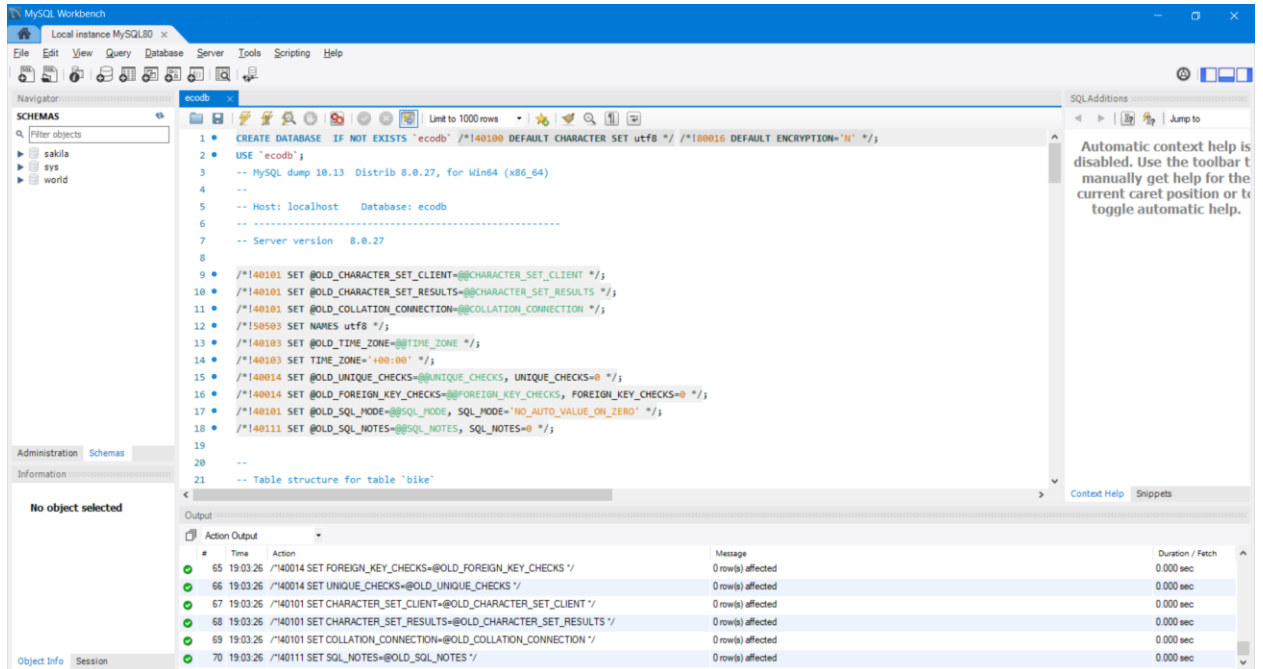 MySQL Workbench
Local instance MySQL80 ×
File Edit View Query Database Server Tools Scripting Help
Navigator
SCHEMAS
Filter objects
sakila
sys
world
Administration Schemas
Information
No object selected
Object Info Session
ecodb ×
Limit to 1000 rows
1 CREATE DATABASE  IF NOT EXISTS `ecodb` /*!40100 DEFAULT CHARACTER SET utf8 */ /*!80016 DEFAULT ENCRYPTION='N' */;
2 USE `ecodb`;
3 -- MySQL dump 10.13  Distrib 8.0.27, for Win64 (x86_64)
4 --
5 -- Host: localhost    Database: ecodb
6 -- ------------------------------------------------------
7 -- Server version   8.0.27
8
9 /*!40101 SET @OLD_CHARACTER_SET_CLIENT=@@CHARACTER_SET_CLIENT */;
10 /*!40101 SET @OLD_CHARACTER_SET_RESULTS=@@CHARACTER_SET_RESULTS */;
11 /*!40101 SET @OLD_COLLATION_CONNECTION=@@COLLATION_CONNECTION */;
12 /*!50503 SET NAMES utf8 */;
13 /*!40103 SET @OLD_TIME_ZONE=@@TIME_ZONE */;
14 /*!40103 SET TIME_ZONE='+00:00' */;
15 /*!40014 SET @OLD_UNIQUE_CHECKS=@@UNIQUE_CHECKS, UNIQUE_CHECKS=0 */;
16 /*!40014 SET @OLD_FOREIGN_KEY_CHECKS=@@FOREIGN_KEY_CHECKS, FOREIGN_KEY_CHECKS=0 */;
17 /*!40101 SET @OLD_SQL_MODE=@@SQL_MODE, SQL_MODE='NO_AUTO_VALUE_ON_ZERO' */;
18 /*!40111 SET @OLD_SQL_NOTES=@@SQL_NOTES, SQL_NOTES=0 */;
19
20 --
21 -- Table structure for table `bike`
SQLAdditions
Jump to
Automatic context help is
disabled. Use the toolbar t
manually get help for the
current caret position or to
toggle automatic help.
Context Help Snippets
Output
Action Output
# Time Action Message Duration / Fetch
65 19:03:26 /*!40014 SET FOREIGN_KEY_CHECKS=@OLD_FOREIGN_KEY_CHECKS */ 0 row(s) affected 0.000 sec
66 19:03:26 /*!40014 SET UNIQUE_CHECKS=@OLD_UNIQUE_CHECKS */ 0 row(s) affected 0.000 sec
67 19:03:26 /*!40101 SET CHARACTER_SET_CLIENT=@OLD_CHARACTER_SET_CLIENT */ 0 row(s) affected 0.000 sec
68 19:03:26 /*!40101 SET CHARACTER_SET_RESULTS=@OLD_CHARACTER_SET_RESULTS */ 0 row(s) affected 0.000 sec
69 19:03:26 /*!40101 SET COLLATION_CONNECTION=@OLD_COLLATION_CONNECTION */ 0 row(s) affected 0.000 sec
70 19:03:26 /*!40111 SET SQL_NOTES=@OLD_SQL_NOTES */ 0 row(s) affected 0.000 sec